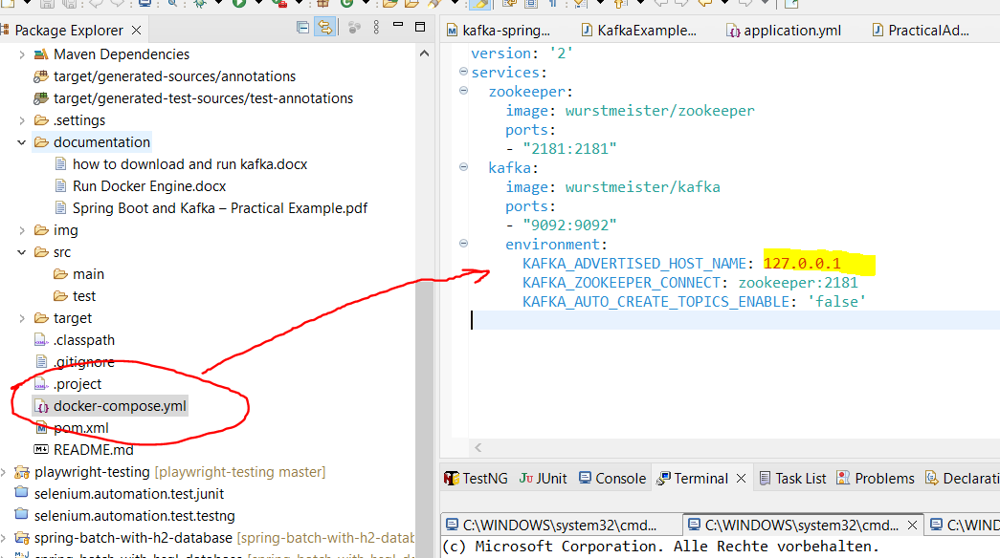 Package Explorer
Maven Dependencies
target/generated-sources/annotations
target/generated-test-sources/test-annotations
.settings
documentation
how to download and run kafka.docx
Run Docker Engine.docx
Spring Boot and Kafka – Practical Example.pdf
img
src
main
test
target
.classpath
.gitignore
.project
docker-compose.yml
pom.xml
README.md
playwright-testing [playwright-testing master]
selenium.automation.test.junit
selenium.automation.test.testng
spring-batch-with-h2-database [spring-batch-with-h2-datab
kafka-spring... KafkaExample... application.yml PracticalAd...
version: '2'
services:
zookeeper:
image: wurstmeister/zookeeper
ports:
- "2181:2181"
kafka:
image: wurstmeister/kafka
ports:
- "9092:9092"
environment:
KAFKA_ADVERTISED_HOST_NAME: 127.0.0.1
KAFKA_ZOOKEEPER_CONNECT: zookeeper:2181
KAFKA_AUTO_CREATE_TOPICS_ENABLE: 'false'
TestNG JUnit Console Terminal Task List Problems Declarati
C:\WINDOWS\system32\cmd... C:\WINDOWS\system32\cmd... C:\WIND
(c) Microsoft Corporation. Alle Rechte vorbehalten.